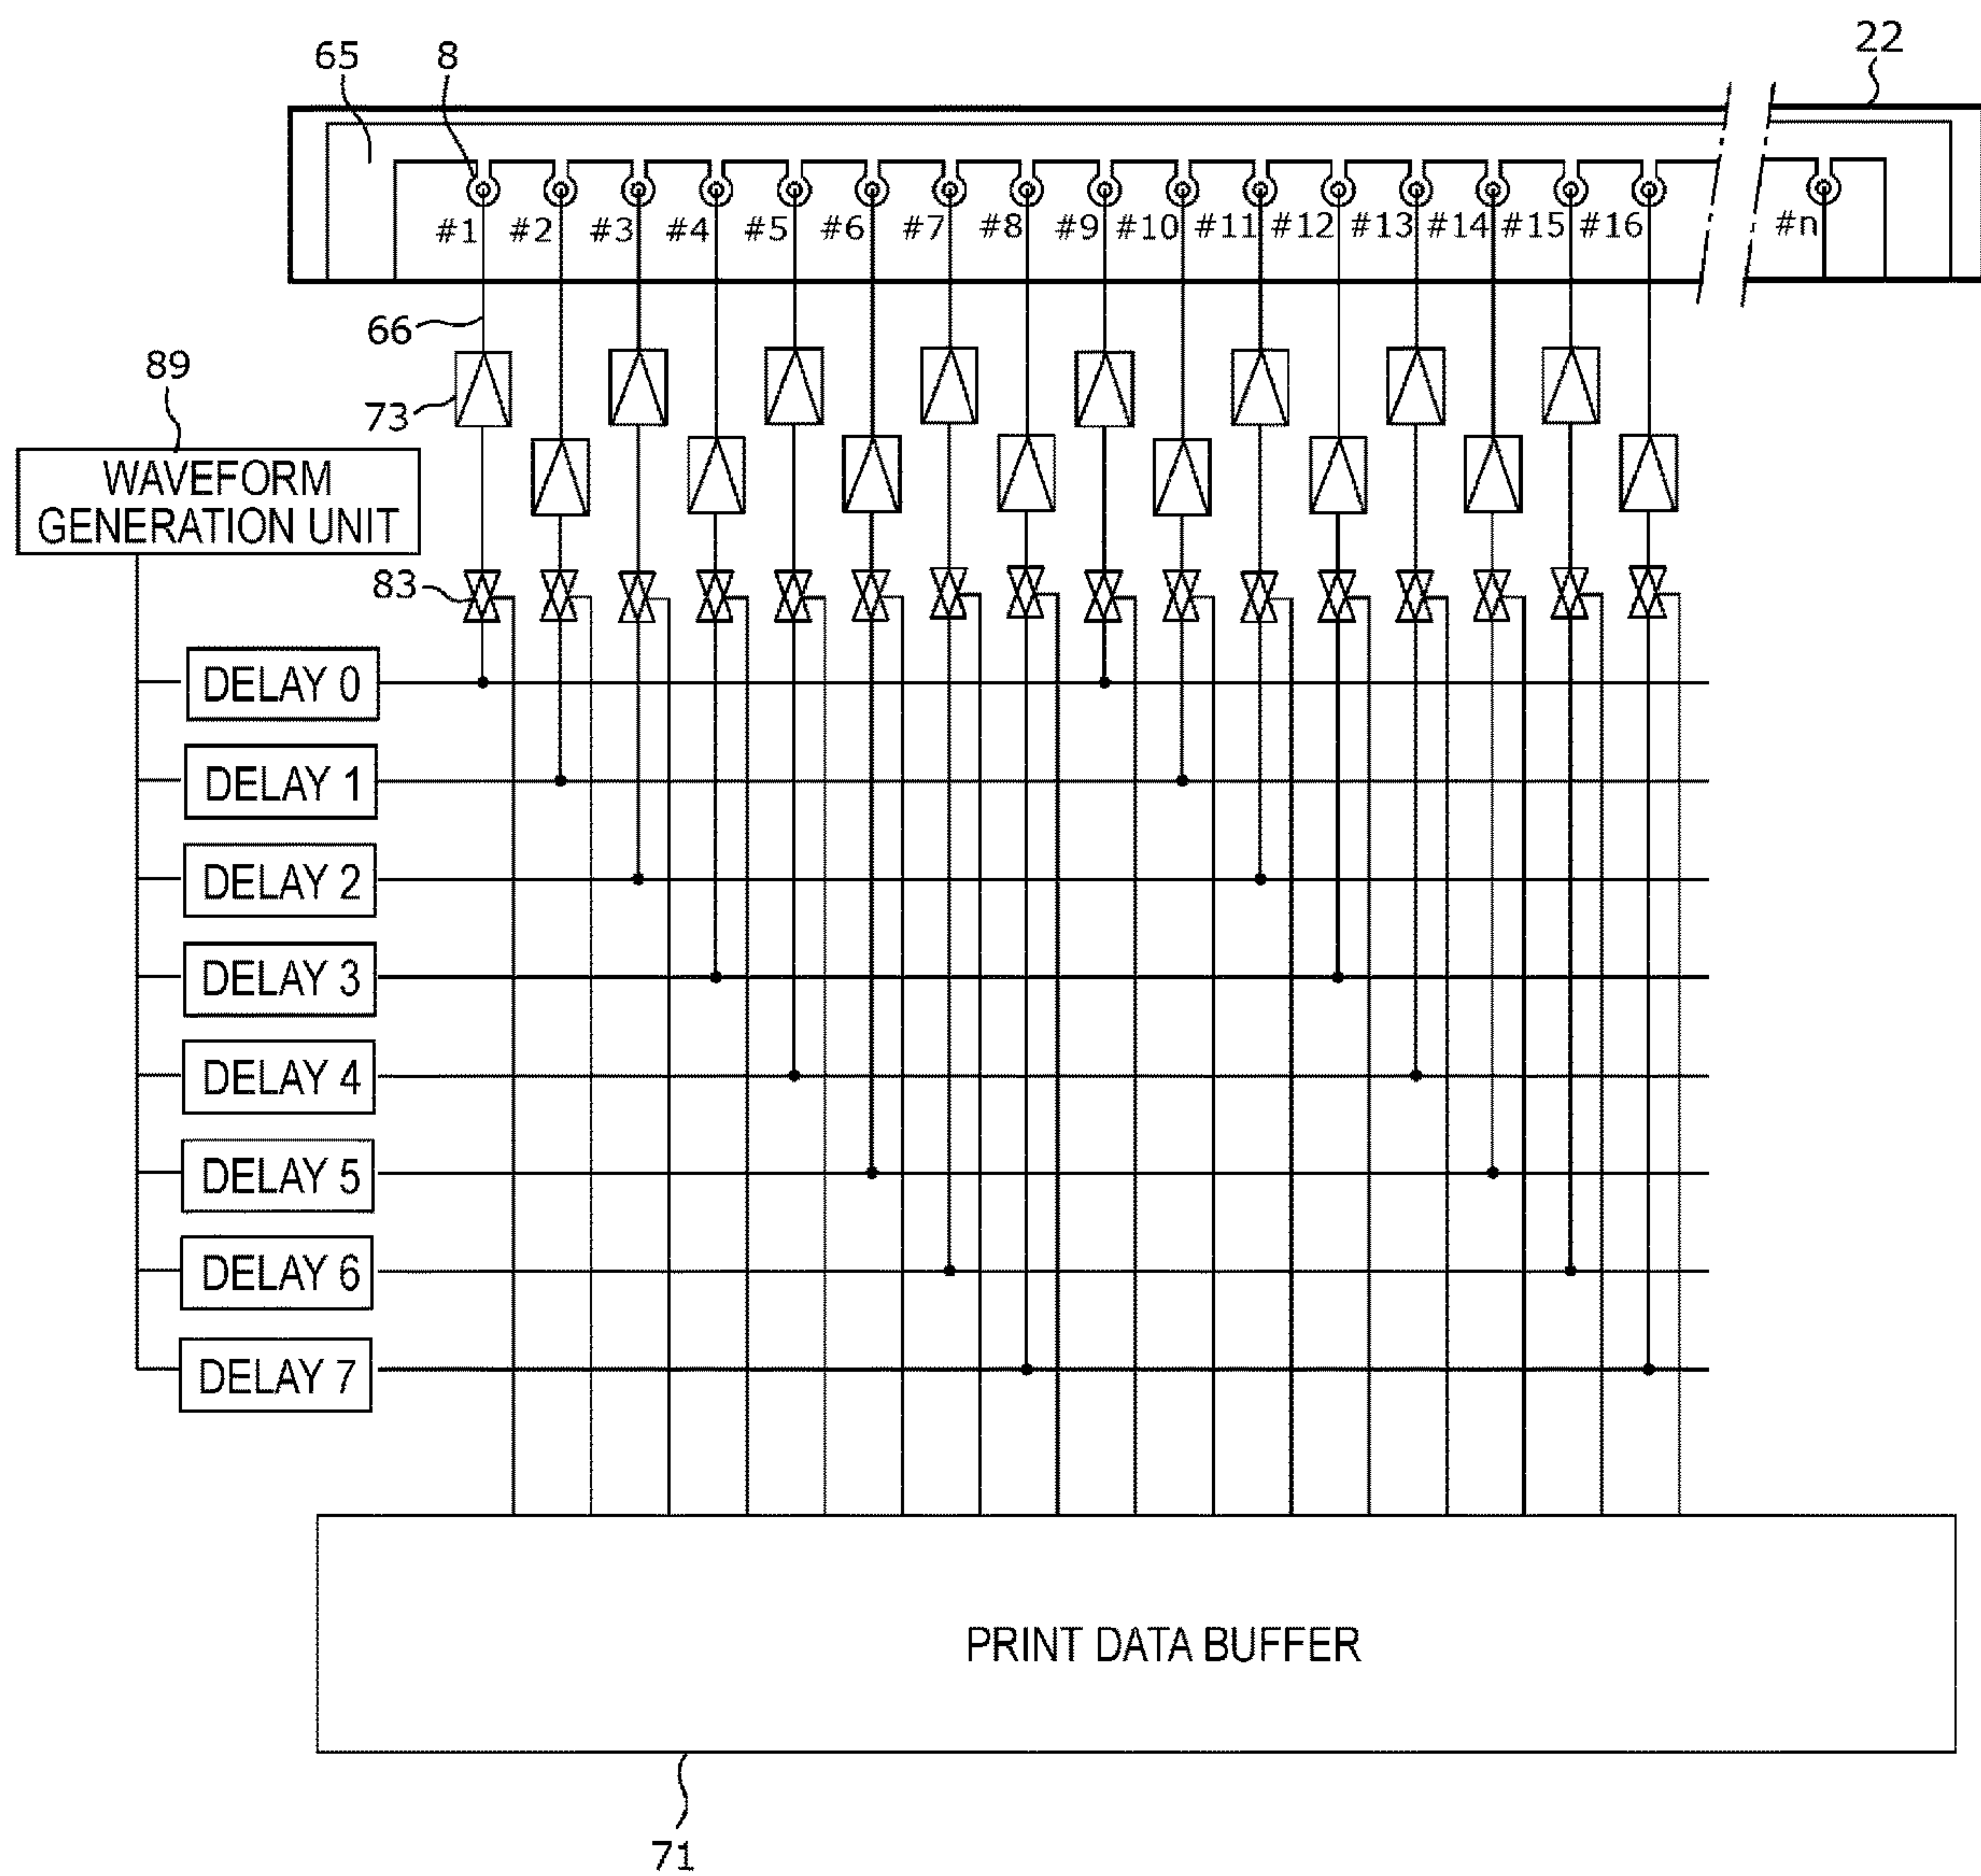 65 8 22
#1 #2 #3 #4 #5 #6 #7 #8 #9 #10 #11 #12 #13 #14 #15 #16 #n
66
89
73
WAVEFORM
GENERATION UNIT
83
DELAY 0
DELAY 1
DELAY 2
DELAY 3
DELAY 4
DELAY 5
DELAY 6
DELAY 7
PRINT DATA BUFFER
71